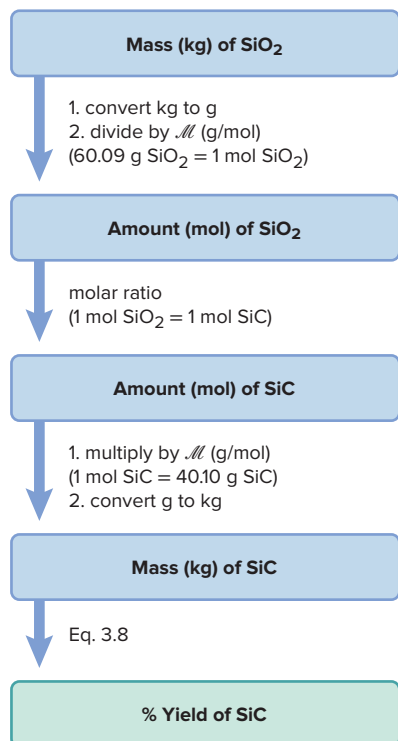 Mass (kg) of SiO₂
1. convert kg to g
2. divide by ℳ (g/mol)
(60.09 g SiO₂ = 1 mol SiO₂)
Amount (mol) of SiO₂
molar ratio
(1 mol SiO₂ = 1 mol SiC)
Amount (mol) of SiC
1. multiply by ℳ (g/mol)
(1 mol SiC = 40.10 g SiC)
2. convert g to kg
Mass (kg) of SiC
Eq. 3.8
% Yield of SiC